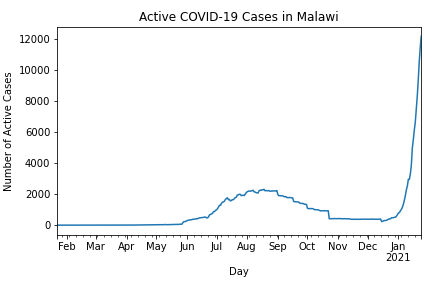 Active COVID-19 Cases in Malawi
12000
10000
8000
6000
4000
2000
0
Number of Active Cases
Feb Mar Apr May Jun Jul Aug Sep Oct Nov Dec Jan
2021
Day